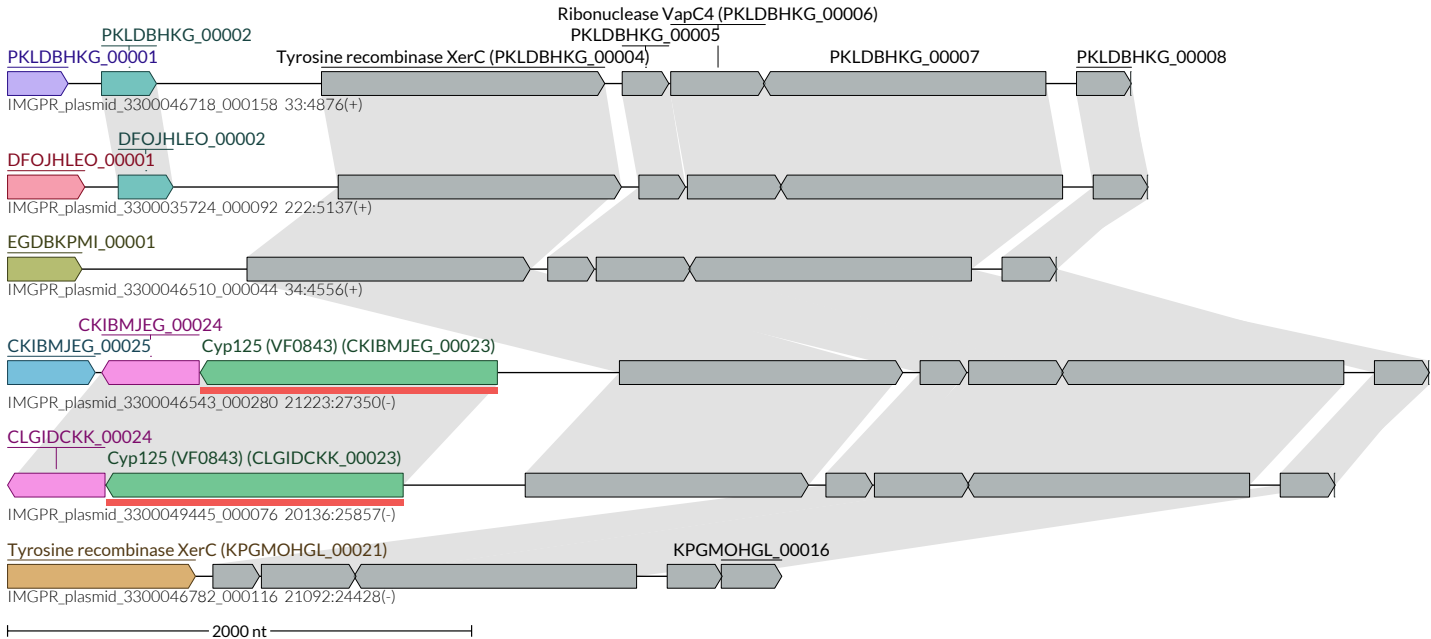 Ribonuclease VapC4 (PKLDBHKG_00006)
PKLDBHKG_00002 PKLDBHKG_00005
PKLDBHKG_00001 Tyrosine recombinase XerC (PKLDBHKG_00004) PKLDBHKG_00007 PKLDBHKG_00008
IMGPR_plasmid_3300046718_000158 33:4876(+)
DFOJHLEO_00002
DFOJHLEO_00001
IMGPR_plasmid_3300035724_000092 222:5137(+)
EGDBKPMI_00001
IMGPR_plasmid_3300046510_000044 34:4556(+)
CKIBMJEG_00024
CKIBMJEG_00025 Cyp125 (VF0843) (CKIBMJEG_00023)
IMGPR_plasmid_3300046543_000280 21223:27350(-)
CLGIDCKK_00024
Cyp125 (VF0843) (CLGIDCKK_00023)
IMGPR_plasmid_3300049445_000076 20136:25857(-)
Tyrosine recombinase XerC (KPGMOHGL_00021) KPGMOHGL_00016
IMGPR_plasmid_3300046782_000116 21092:24428(-)
2000 nt